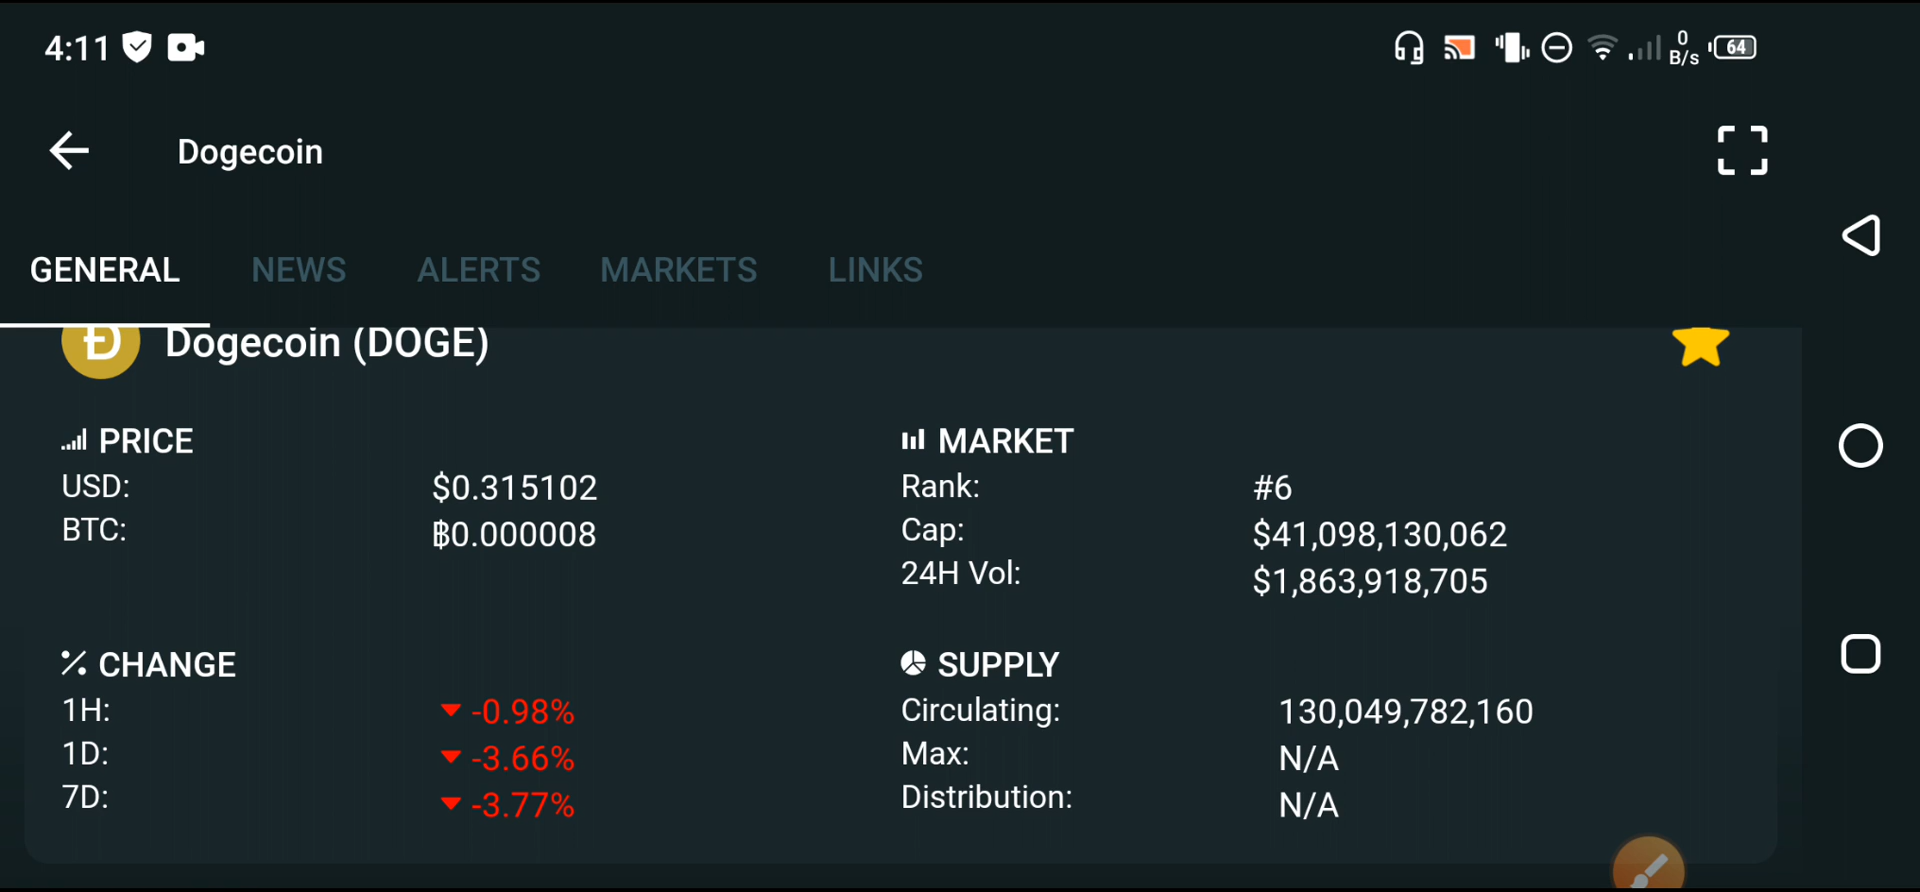 4:11
0
B/s
64
Dogecoin
GENERAL NEWS ALERTS MARKETS LINKS
Dogecoin (DOGE)
PRICE
USD: $0.315102
BTC: ฿0.000008
MARKET
Rank: #6
Cap: $41,098,130,062
24H Vol: $1,863,918,705
CHANGE
1H: -0.98%
1D: -3.66%
7D: -3.77%
SUPPLY
Circulating: 130,049,782,160
Max: N/A
Distribution: N/A